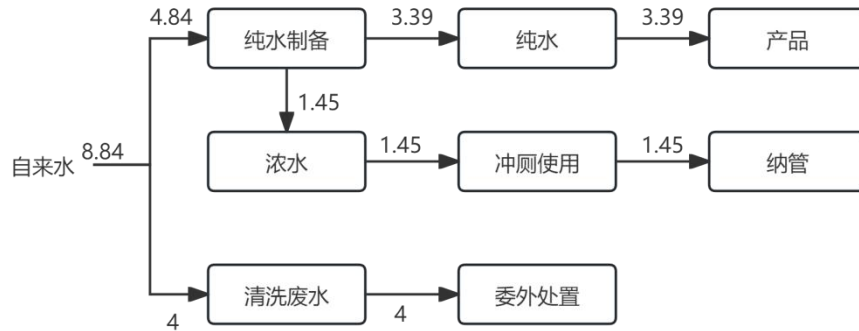 4.84
纯水制备
3.39
纯水
3.39
产品
1.45
自来水
8.84
浓水
1.45
冲厕使用
1.45
纳管
4
清洗废水
4
委外处置